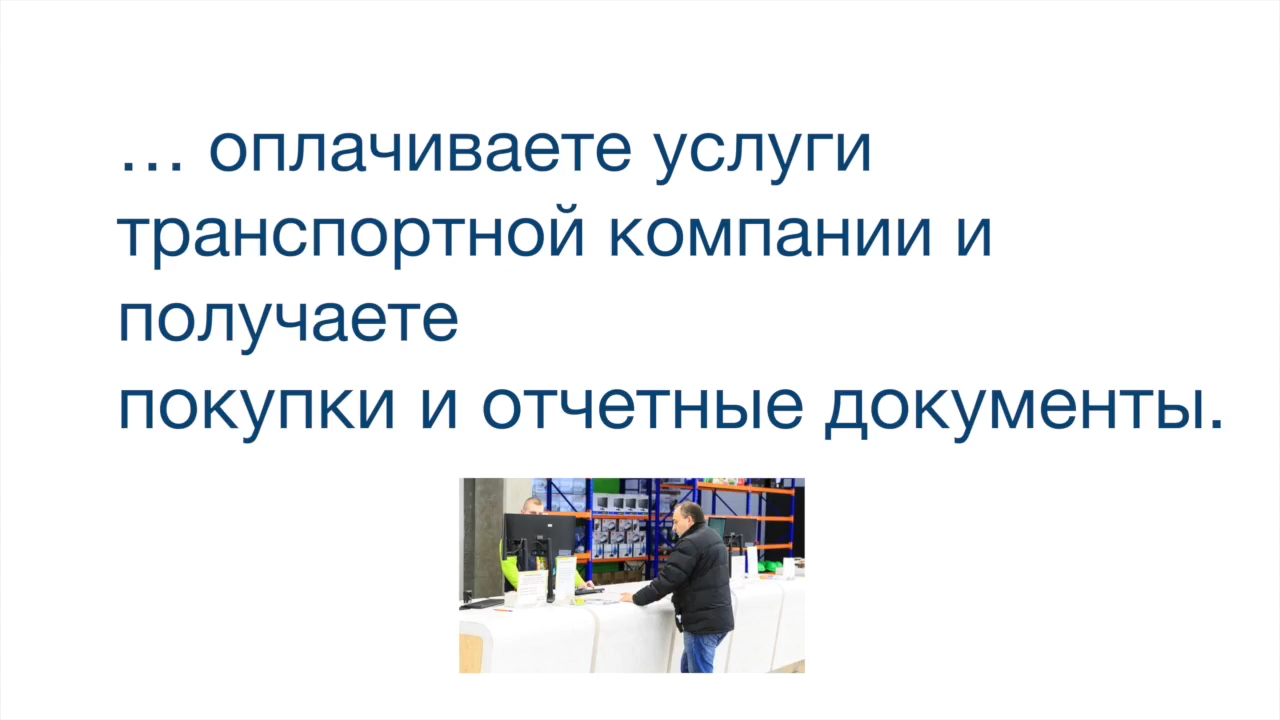 … оплачиваете услуги
транспортной компании и
получаете
покупки и отчетные документы.